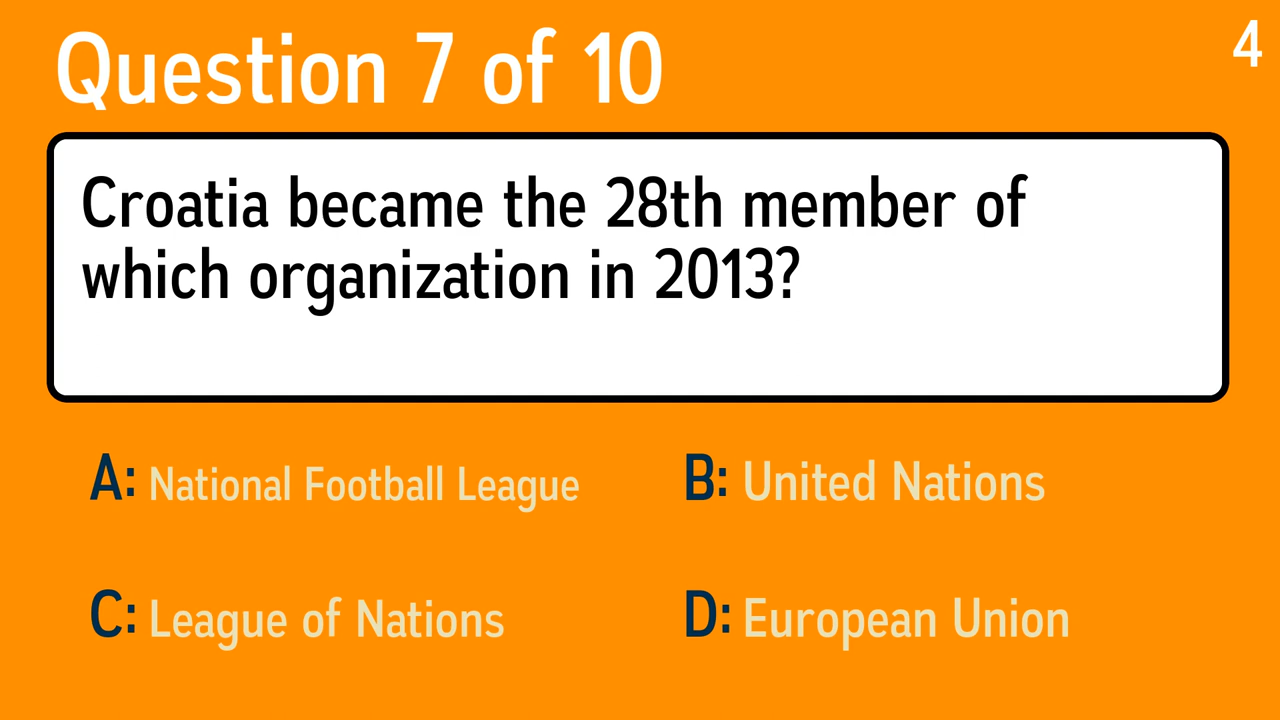 Question 7 of 10
4
Croatia became the 28th member of
which organization in 2013?
A: National Football League
B: United Nations
C: League of Nations
D: European Union